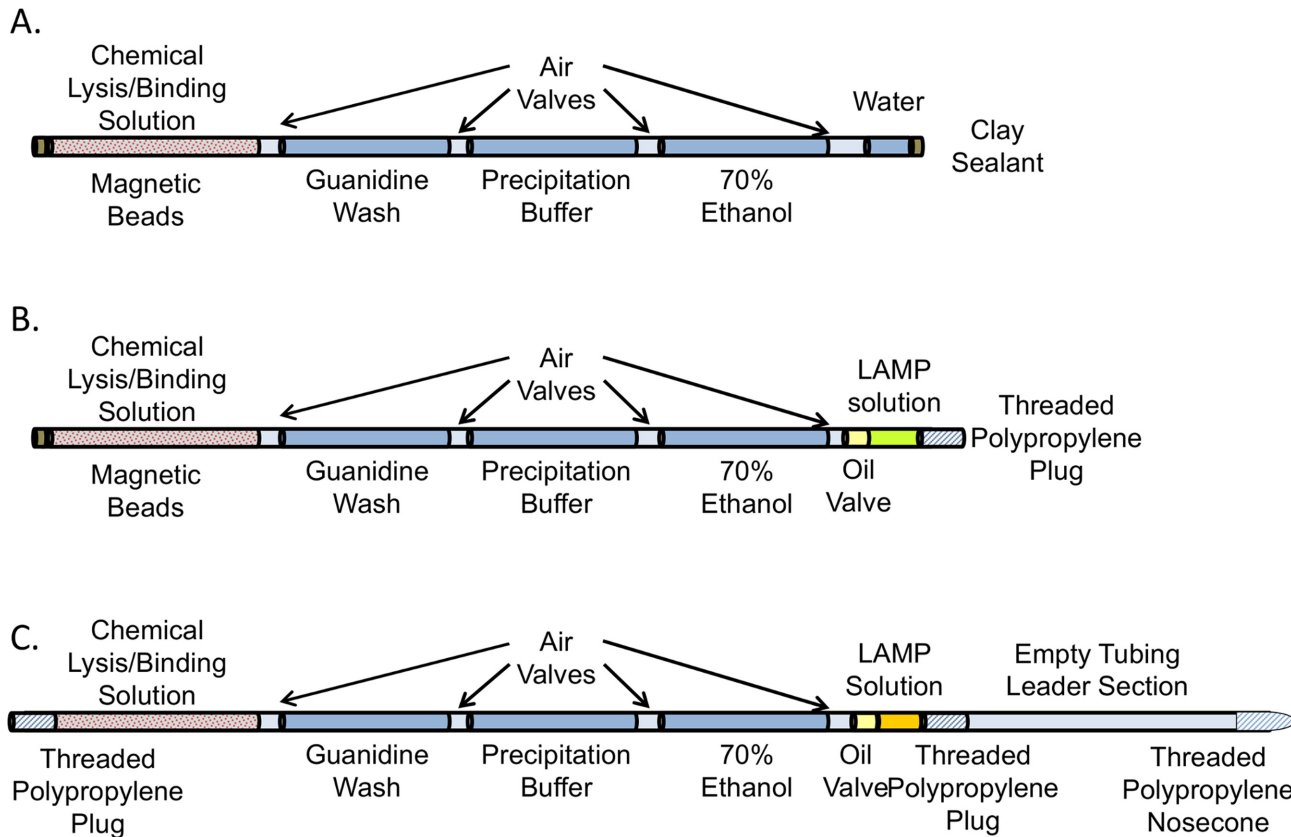 A.
Chemical
Lysis/Binding
Solution
Air
Valves
Water
Clay
Sealant
Magnetic
Beads
Guanidine
Wash
Precipitation
Buffer
70%
Ethanol
B.
Chemical
Lysis/Binding
Solution
Air
Valves
LAMP
solution
Threaded
Polypropylene
Plug
Magnetic
Beads
Guanidine
Wash
Precipitation
Buffer
70%
Ethanol
Oil
Valve
C.
Chemical
Lysis/Binding
Solution
Air
Valves
LAMP
Solution
Empty Tubing
Leader Section
Threaded
Polypropylene
Plug
Guanidine
Wash
Precipitation
Buffer
70%
Ethanol
Oil
Valve
Threaded
Polypropylene
Plug
Threaded
Polypropylene
Nosecone